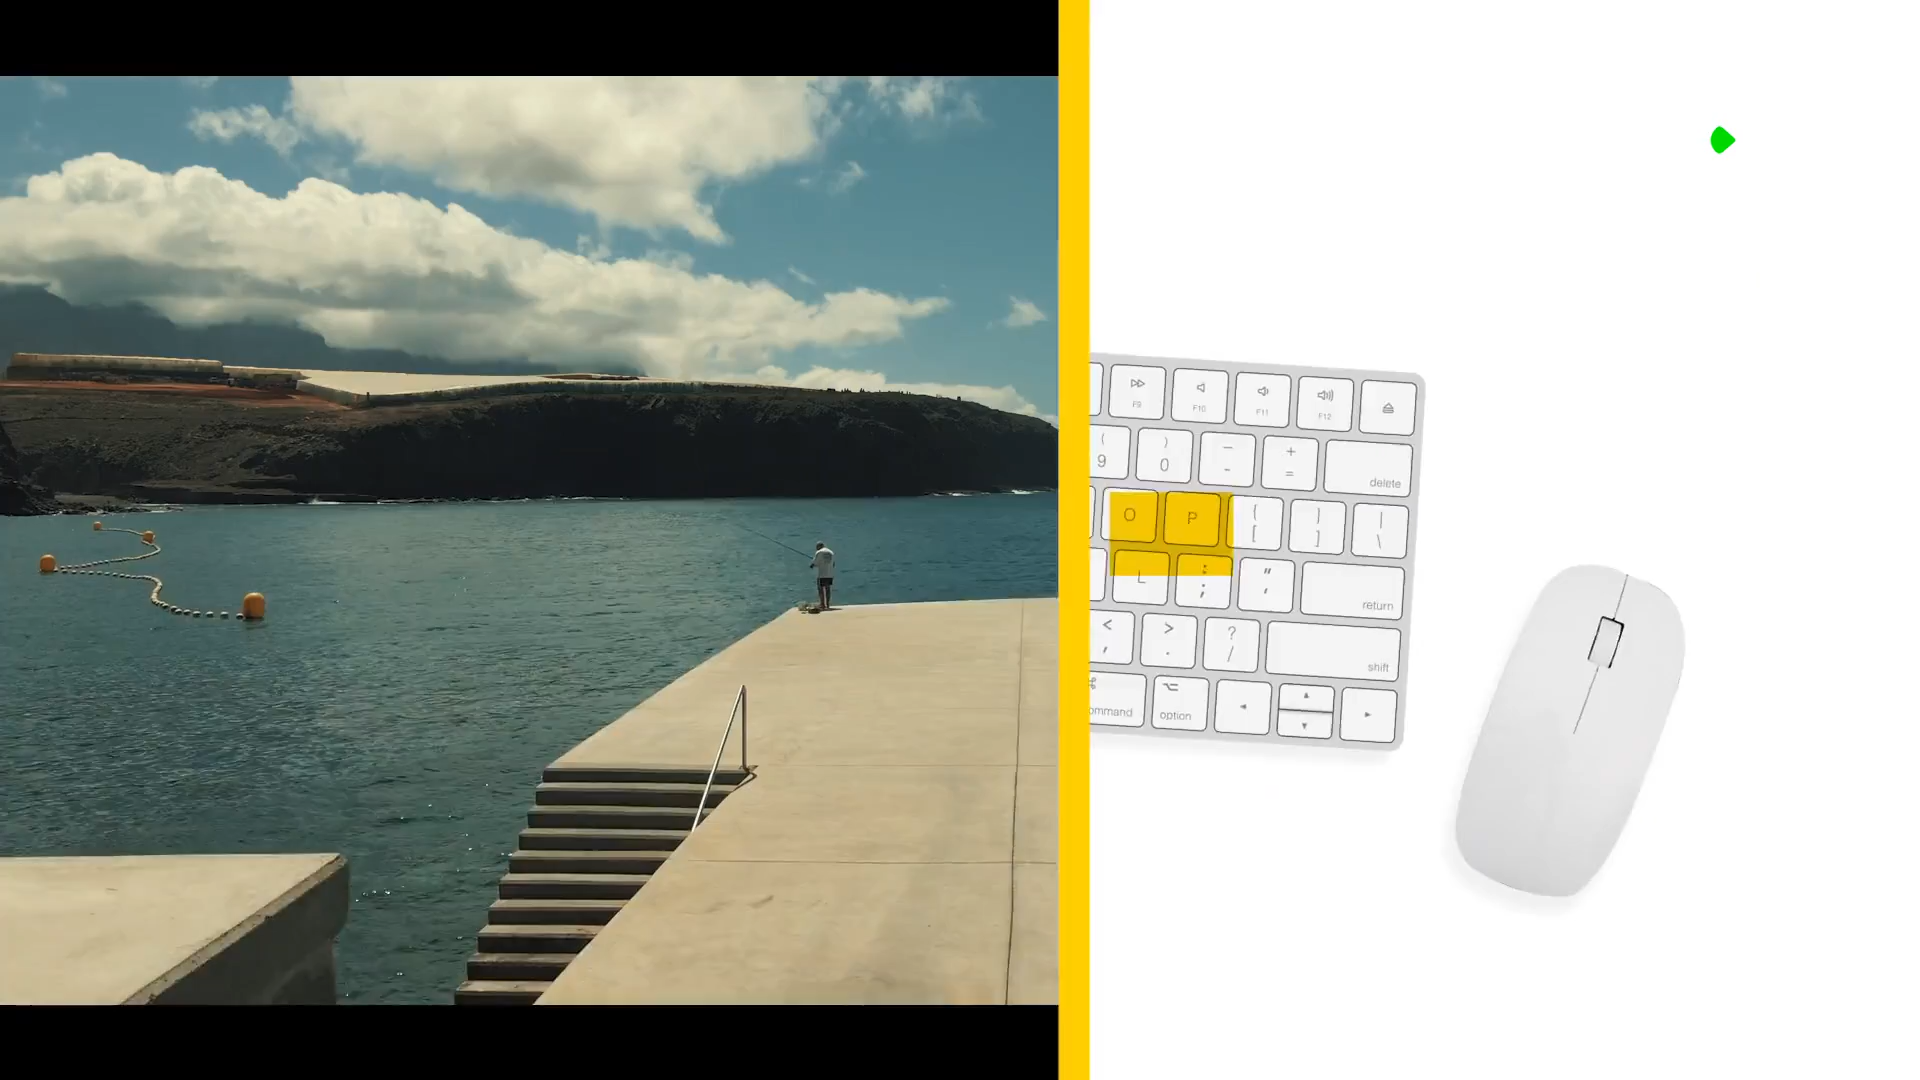 F9 F10 F11 F12
( ) — +
9 0 - =
delete
O P { } |
[ ] \
L : "
; '
return
< > ?
, . /
shift
⌘
ommand option